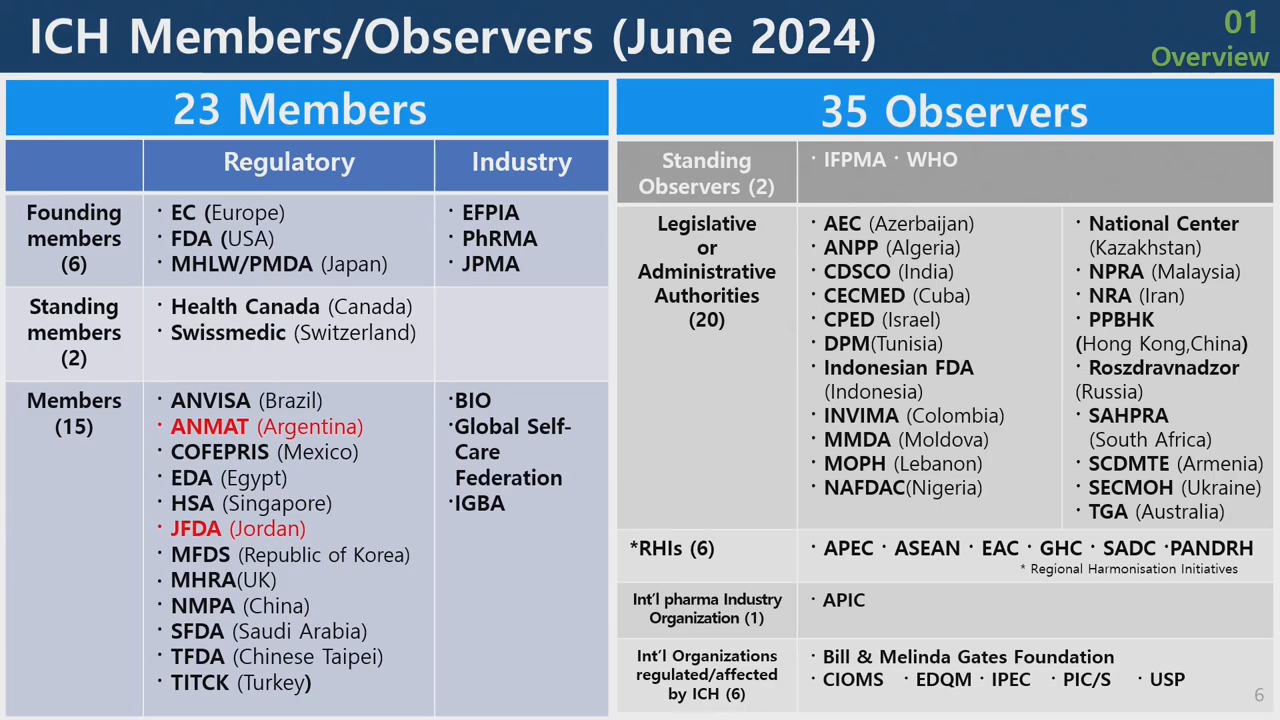 ICH Members/Observers (June 2024)
01
Overview
23 Members
Regulatory
Industry
Founding
members
(6)
· EC (Europe)
· FDA (USA)
· MHLW/PMDA (Japan)
· EFPIA
· PhRMA
· JPMA
Standing
members
(2)
· Health Canada (Canada)
· Swissmedic (Switzerland)
Members
(15)
· ANVISA (Brazil)
· ANMAT (Argentina)
· COFEPRIS (Mexico)
· EDA (Egypt)
· HSA (Singapore)
· JFDA (Jordan)
· MFDS (Republic of Korea)
· MHRA(UK)
· NMPA (China)
· SFDA (Saudi Arabia)
· TFDA (Chinese Taipei)
· TITCK (Turkey)
·BIO
·Global Self-
Care
Federation
·IGBA
35 Observers
Standing
Observers (2)
· IFPMA · WHO
Legislative
or
Administrative
Authorities
(20)
· AEC (Azerbaijan)
· ANPP (Algeria)
· CDSCO (India)
· CECMED (Cuba)
· CPED (Israel)
· DPM(Tunisia)
· Indonesian FDA
(Indonesia)
· INVIMA (Colombia)
· MMDA (Moldova)
· MOPH (Lebanon)
· NAFDAC(Nigeria)
· National Center
(Kazakhstan)
· NPRA (Malaysia)
· NRA (Iran)
· PPBHK
(Hong Kong,China)
· Roszdravnadzor
(Russia)
· SAHPRA
(South Africa)
· SCDMTE (Armenia)
· SECMOH (Ukraine)
· TGA (Australia)
*RHIs (6)
· APEC · ASEAN · EAC · GHC · SADC ·PANDRH
* Regional Harmonisation Initiatives
Int'l pharma Industry
Organization (1)
· APIC
Int'l Organizations
regulated/affected
by ICH (6)
· Bill & Melinda Gates Foundation
· CIOMS · EDQM · IPEC · PIC/S · USP
6